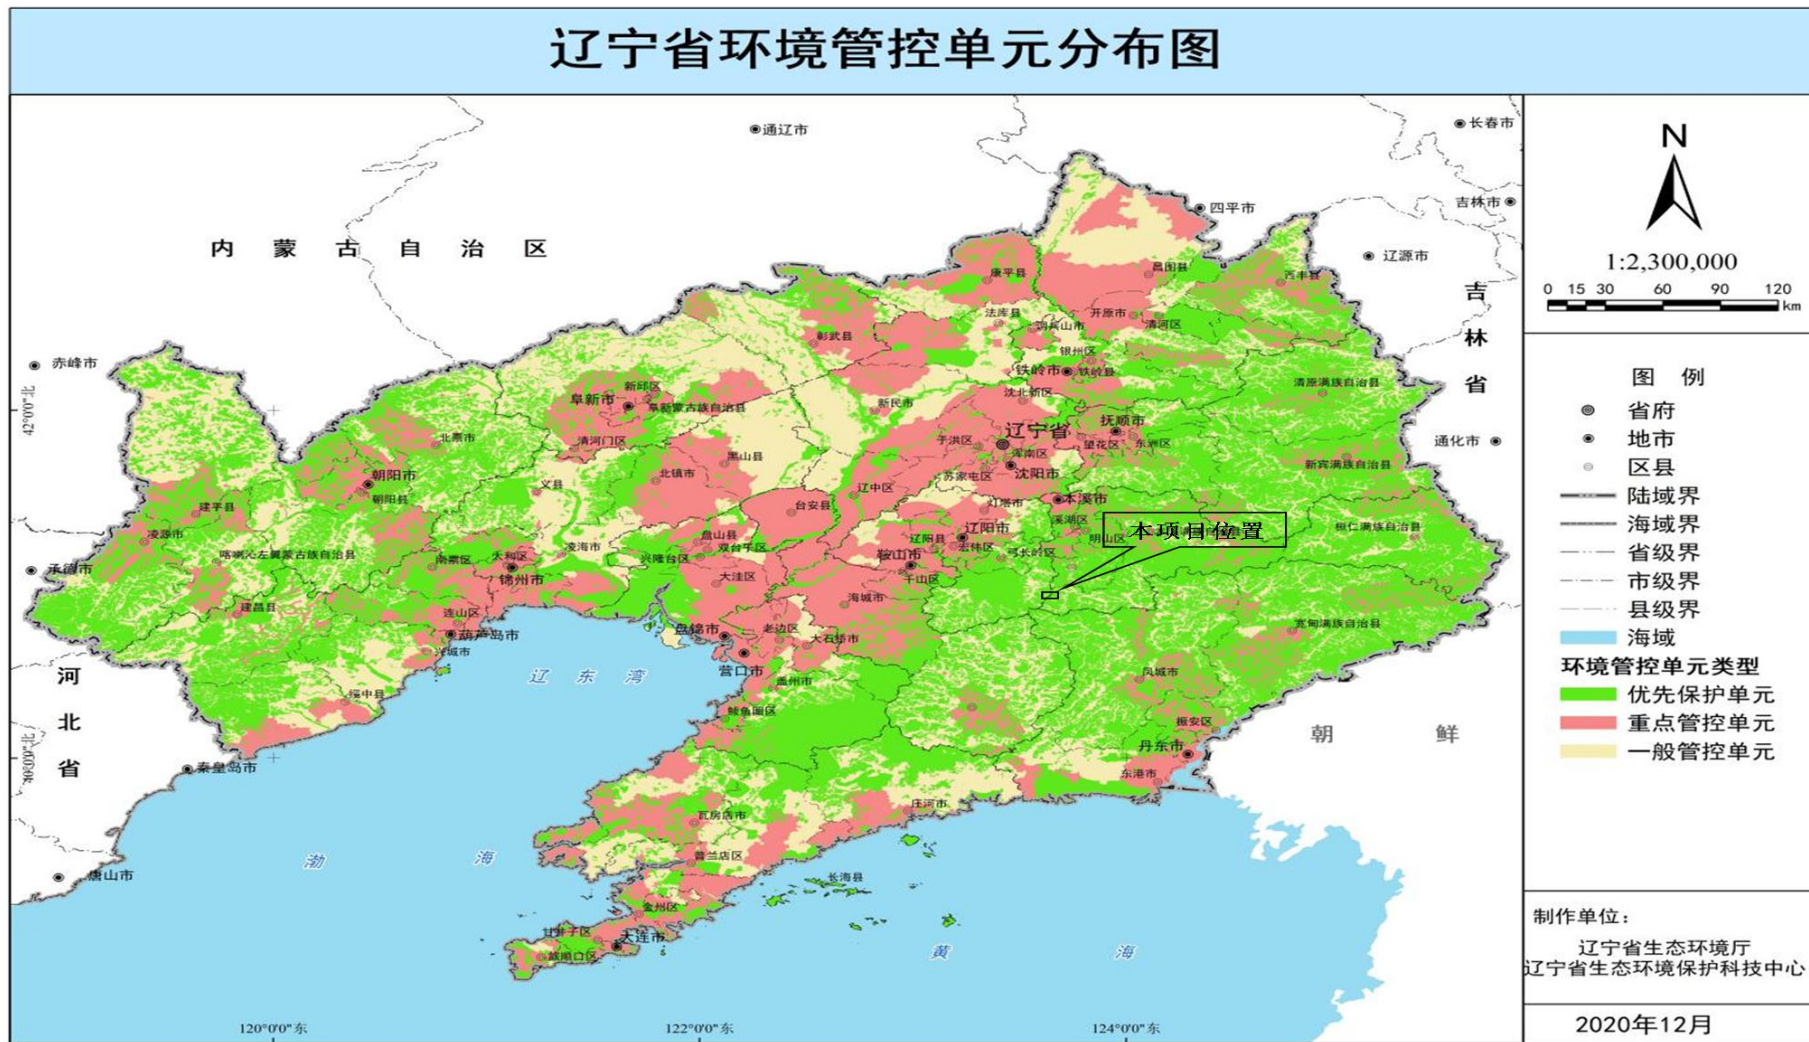 辽宁省环境管控单元分布图
通辽市
长春市
四平市
吉林市
内蒙古自治区
辽源市
康平县
昌图县
西丰县
吉林省
法库县
调兵山市
开原市
清河区
彰武县
银州区
赤峰市
铁岭市
铁岭县
清原满族自治县
新邱区
阜新市
阜新蒙古族自治县
沈北新区
新民市
42°0'0"北
北票市
清河门区
于洪区
辽宁省
抚顺市
望花区
东洲区
通化市
浑南区
黑山县
新宾满族自治县
朝阳市
北镇市
苏家屯区
沈阳市
朝阳县
义县
辽中区
建平县
台安县
灯塔市
本溪市
溪湖区
桓仁满族自治县
凌源市
辽阳市
本项目位置
盘山县
辽阳县
明山区
喀喇沁左翼蒙古族自治县
太和区
凌海市
兴隆台区
双台子区
鞍山市
宏伟区
弓长岭区
承德市
南票区
锦州市
大洼区
千山区
建昌县
连山区
海城市
葫芦岛市
盘锦市
老边区
大石桥市
宽甸满族自治县
兴城市
营口市
河北省
辽东湾
盖州市
凤城市
绥中县
鲅鱼圈区
振安区
朝鲜
丹东市
40°0'0"北
秦皇岛市
东港市
瓦房店市
庄河市
渤海
普兰店区
唐山市
长海县
金州区
甘井子区
大连市
旅顺口区
黄海
120°0'0"东
122°0'0"东
124°0'0"东
N
1:2,300,000
0 15 30 60 90 120
km
图 例
省府
地市
区县
陆域界
海域界
省级界
市级界
县级界
海域
环境管控单元类型
优先保护单元
重点管控单元
一般管控单元
制作单位：
辽宁省生态环境厅
辽宁省生态环境保护科技中心
2020年12月